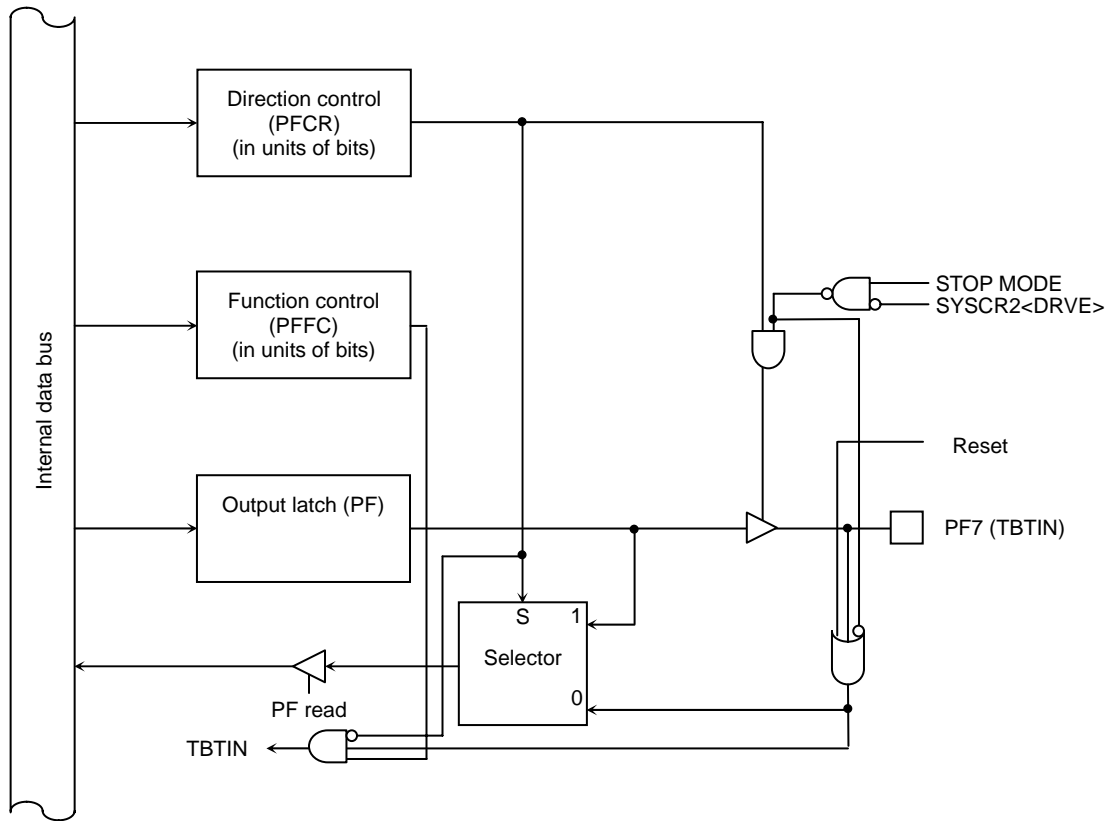 Internal data bus
Direction control
(PFCR)
(in units of bits)
Function control
(PFFC)
(in units of bits)
STOP MODE
SYSCR2<DRVE>
Reset
Output latch (PF)
PF7 (TBTIN)
S
1
Selector
0
PF read
TBTIN